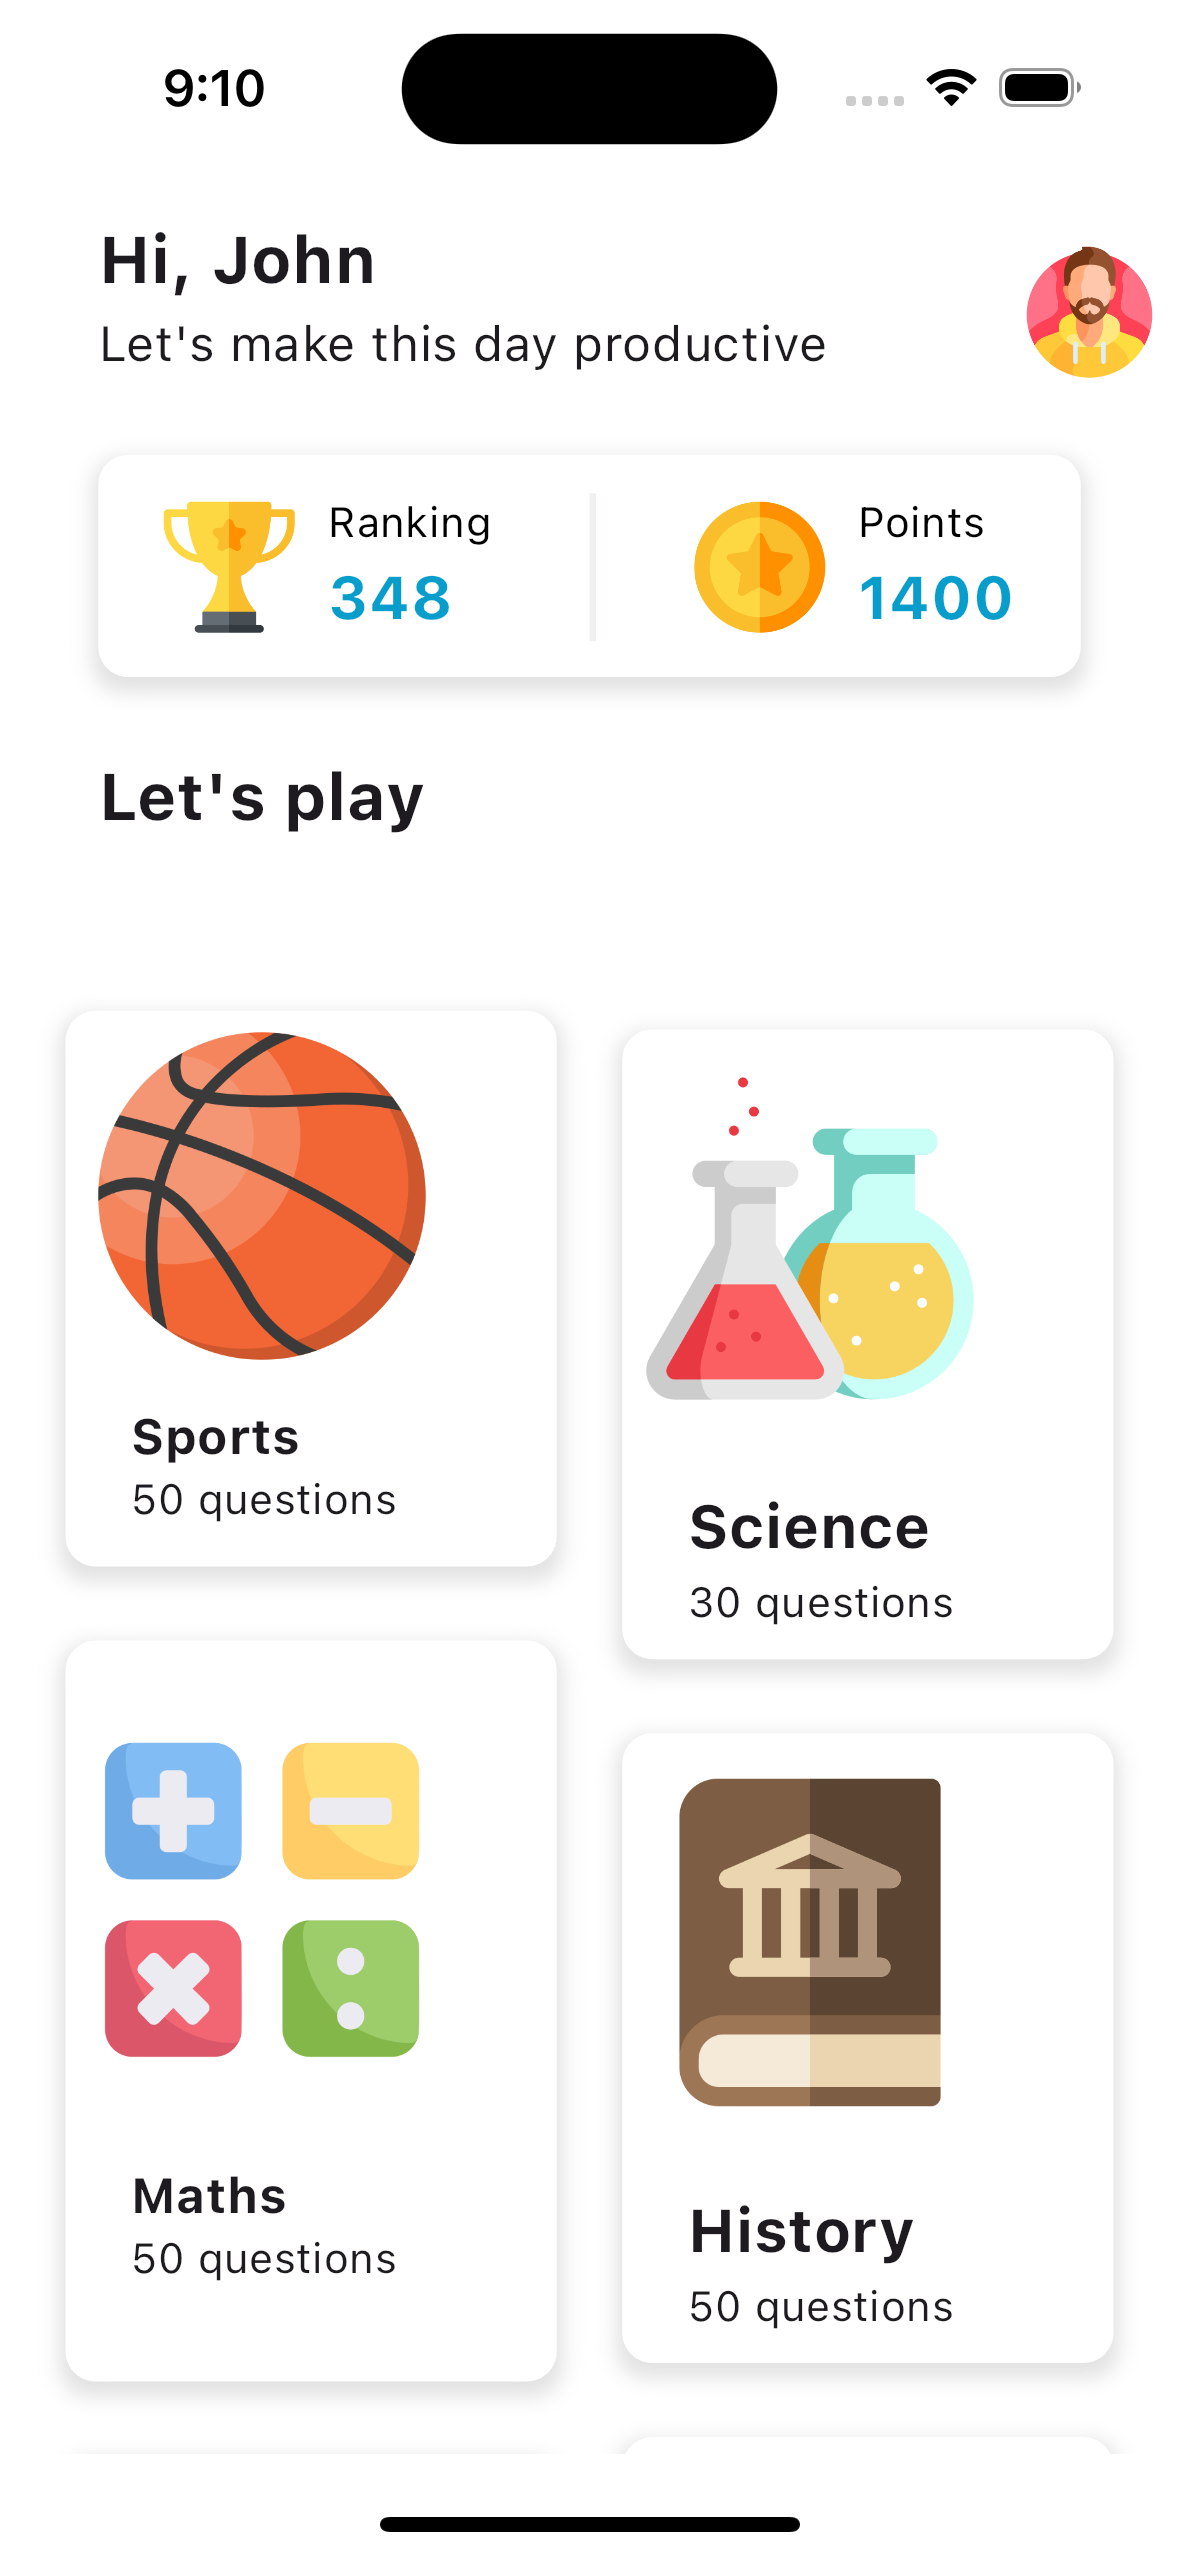 9:10
Hi, John
Let's make this day productive
Ranking
348
Points
1400
Let's play
Sports
50 questions
Science
30 questions
Maths
50 questions
History
50 questions